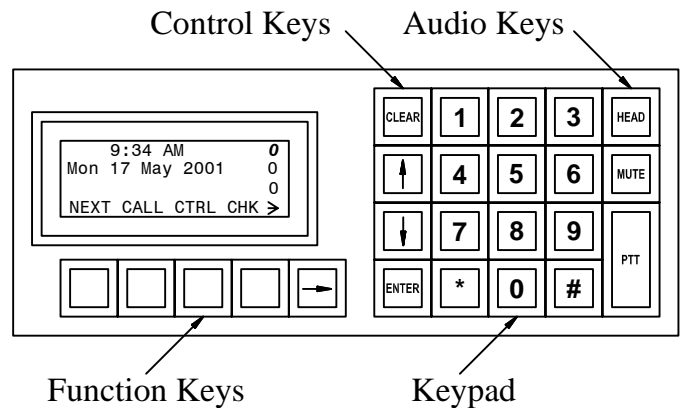 Control Keys Audio Keys
9:34 AM 0
Mon 17 May 2001 0
0
NEXT CALL CTRL CHK >
CLEAR 1 2 3 HEAD
↑ 4 5 6 MUTE
↓ 7 8 9
PTT
→
ENTER * 0 #
Function Keys Keypad